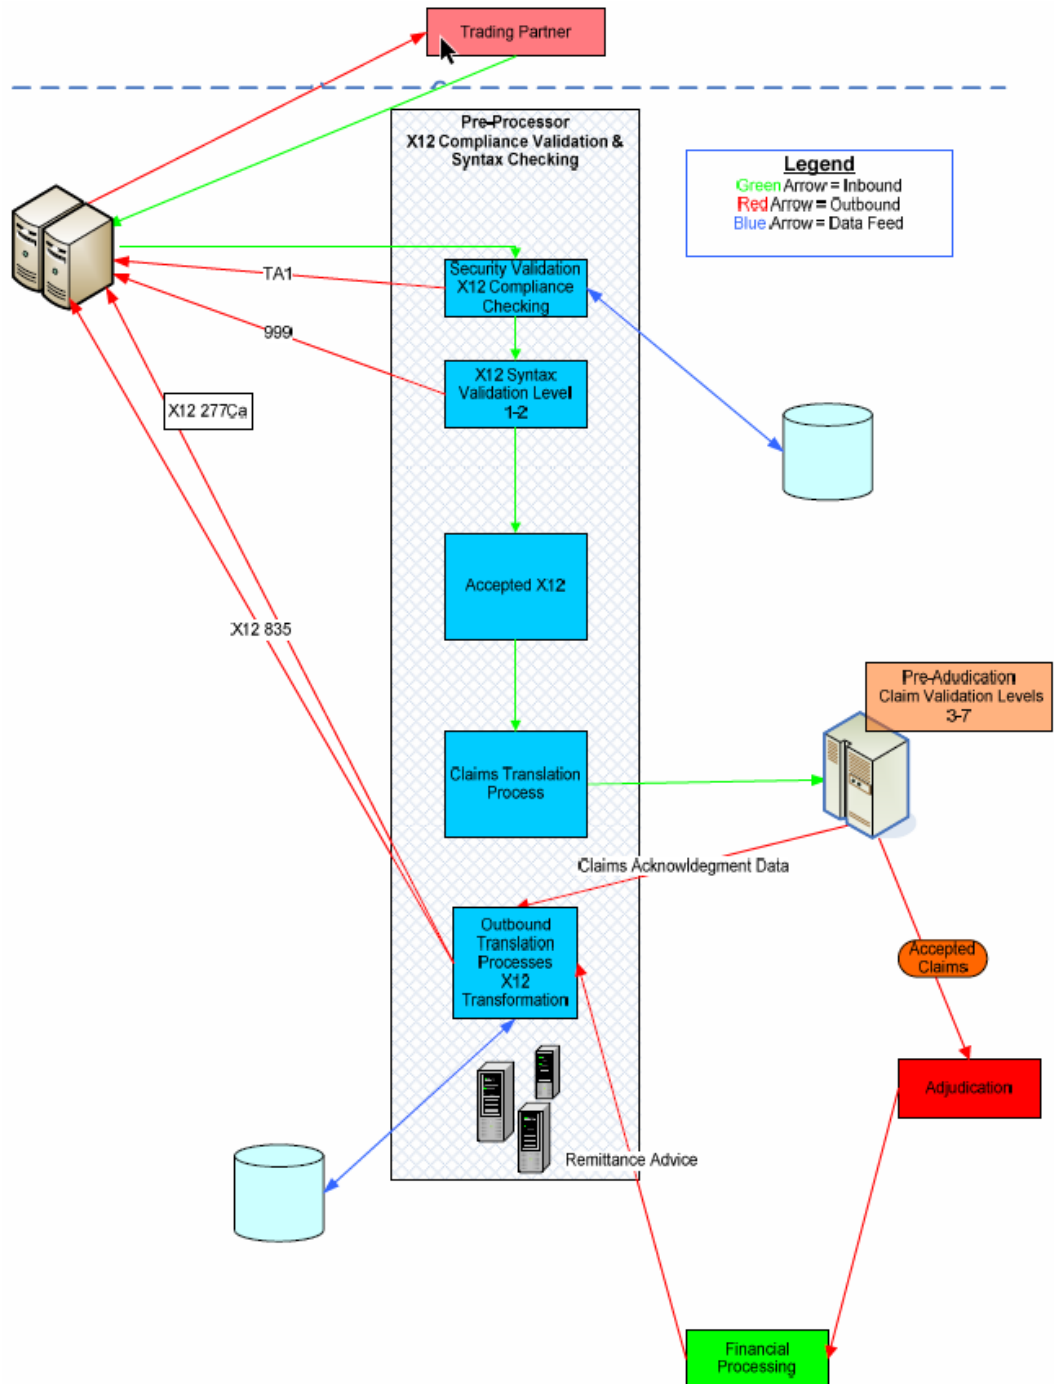 Trading Partner
Pre-Processor
X12 Compliance Validation &
Syntax Checking
Legend
Green Arrow = Inbound
Red Arrow = Outbound
Blue Arrow = Data Feed
TA1
Security Validation
X12 Compliance
Checking
999
X12 Syntax
Validation Level
1-2
X12 277Ca
Accepted X12
X12 835
Pre-Adudication
Claim Validation Levels
3-7
Claims Translation
Process
Claims Acknowldegment Data
Outbound
Translation
Processes
X12
Transformation
Accepted
Claims
Adjudication
Remittance Advice
Financial
Processing